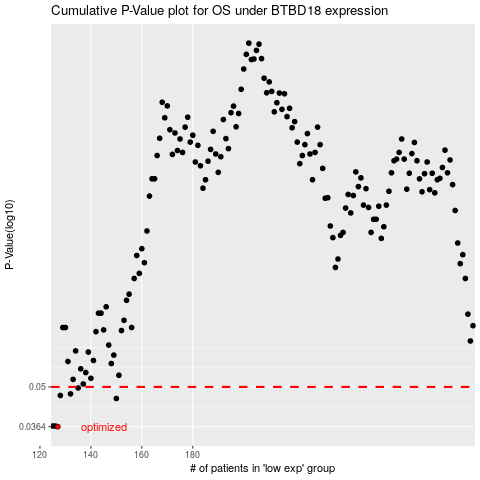 Cumulative P-Value plot for OS under BTBD18 expression
P-Value(log10)
0.05
0.0364
optimized
120 140 160 180
# of patients in 'low exp' group